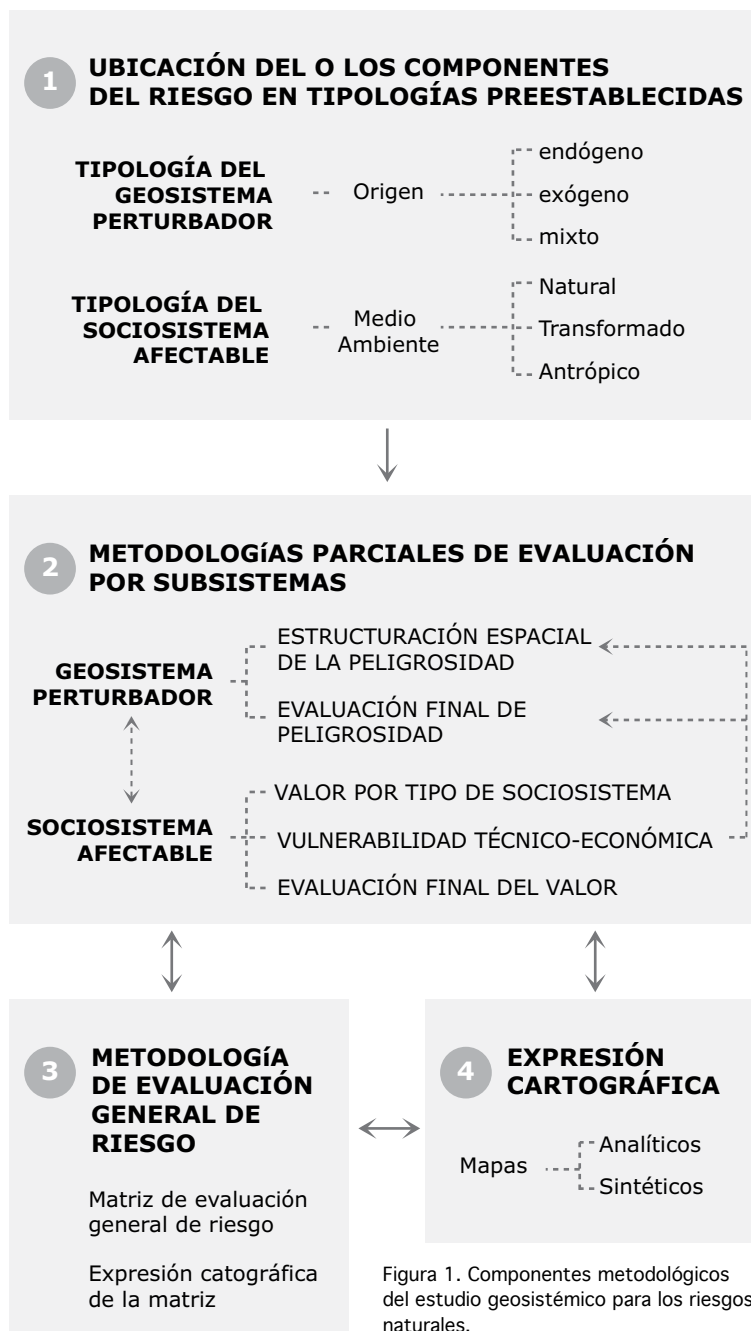 1
UBICACIÓN DEL O LOS COMPONENTES
DEL RIESGO EN TIPOLOGÍAS PREESTABLECIDAS
TIPOLOGÍA DEL
GEOSISTEMA
PERTURBADOR
Origen
endógeno
exógeno
mixto
TIPOLOGÍA DEL
SOCIOSISTEMA
AFECTABLE
Medio
Ambiente
Natural
Transformado
Antrópico
2
METODOLOGíAS PARCIALES DE EVALUACIÓN
POR SUBSISTEMAS
GEOSISTEMA
PERTURBADOR
ESTRUCTURACIÓN ESPACIAL
DE LA PELIGROSIDAD
EVALUACIÓN FINAL DE
PELIGROSIDAD
SOCIOSISTEMA
AFECTABLE
VALOR POR TIPO DE SOCIOSISTEMA
VULNERABILIDAD TÉCNICO-ECONÓMICA
EVALUACIÓN FINAL DEL VALOR
3
METODOLOGíA
DE EVALUACIÓN
GENERAL DE
RIESGO
Matriz de evaluación
general de riesgo
Expresión catográfica
de la matriz
4
EXPRESIÓN
CARTOGRÁFICA
Mapas
Analíticos
Sintéticos
Figura 1. Componentes metodológicos
del estudio geosistémico para los riesgos
naturales.